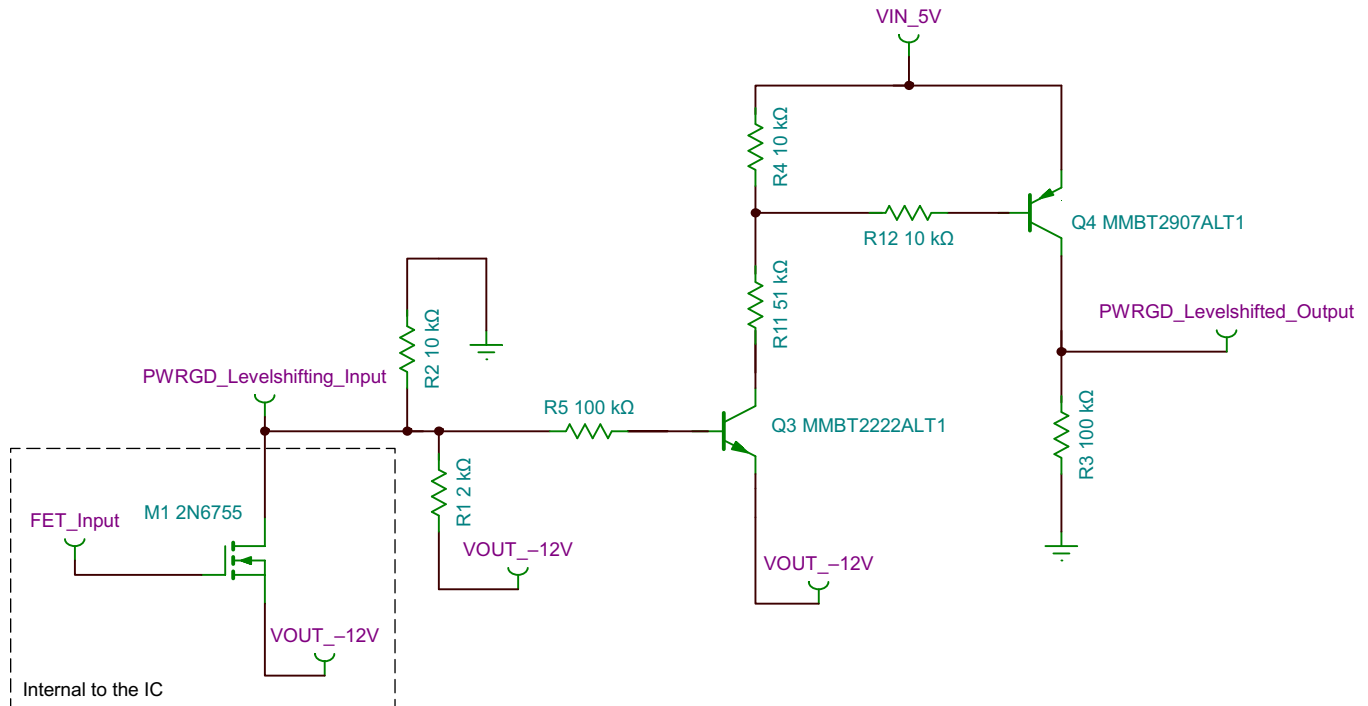 VIN_5V
R4 10 kΩ
R12 10 kΩ
Q4 MMBT2907ALT1
R11 51 kΩ
PWRGD_Levelshifted_Output
R2 10 kΩ
PWRGD_Levelshifting_Input
R5 100 kΩ
Q3 MMBT2222ALT1
R3 100 kΩ
R1 2 kΩ
M1 2N6755
FET_Input
VOUT_–12V
VOUT_–12V
VOUT_–12V
Internal to the IC